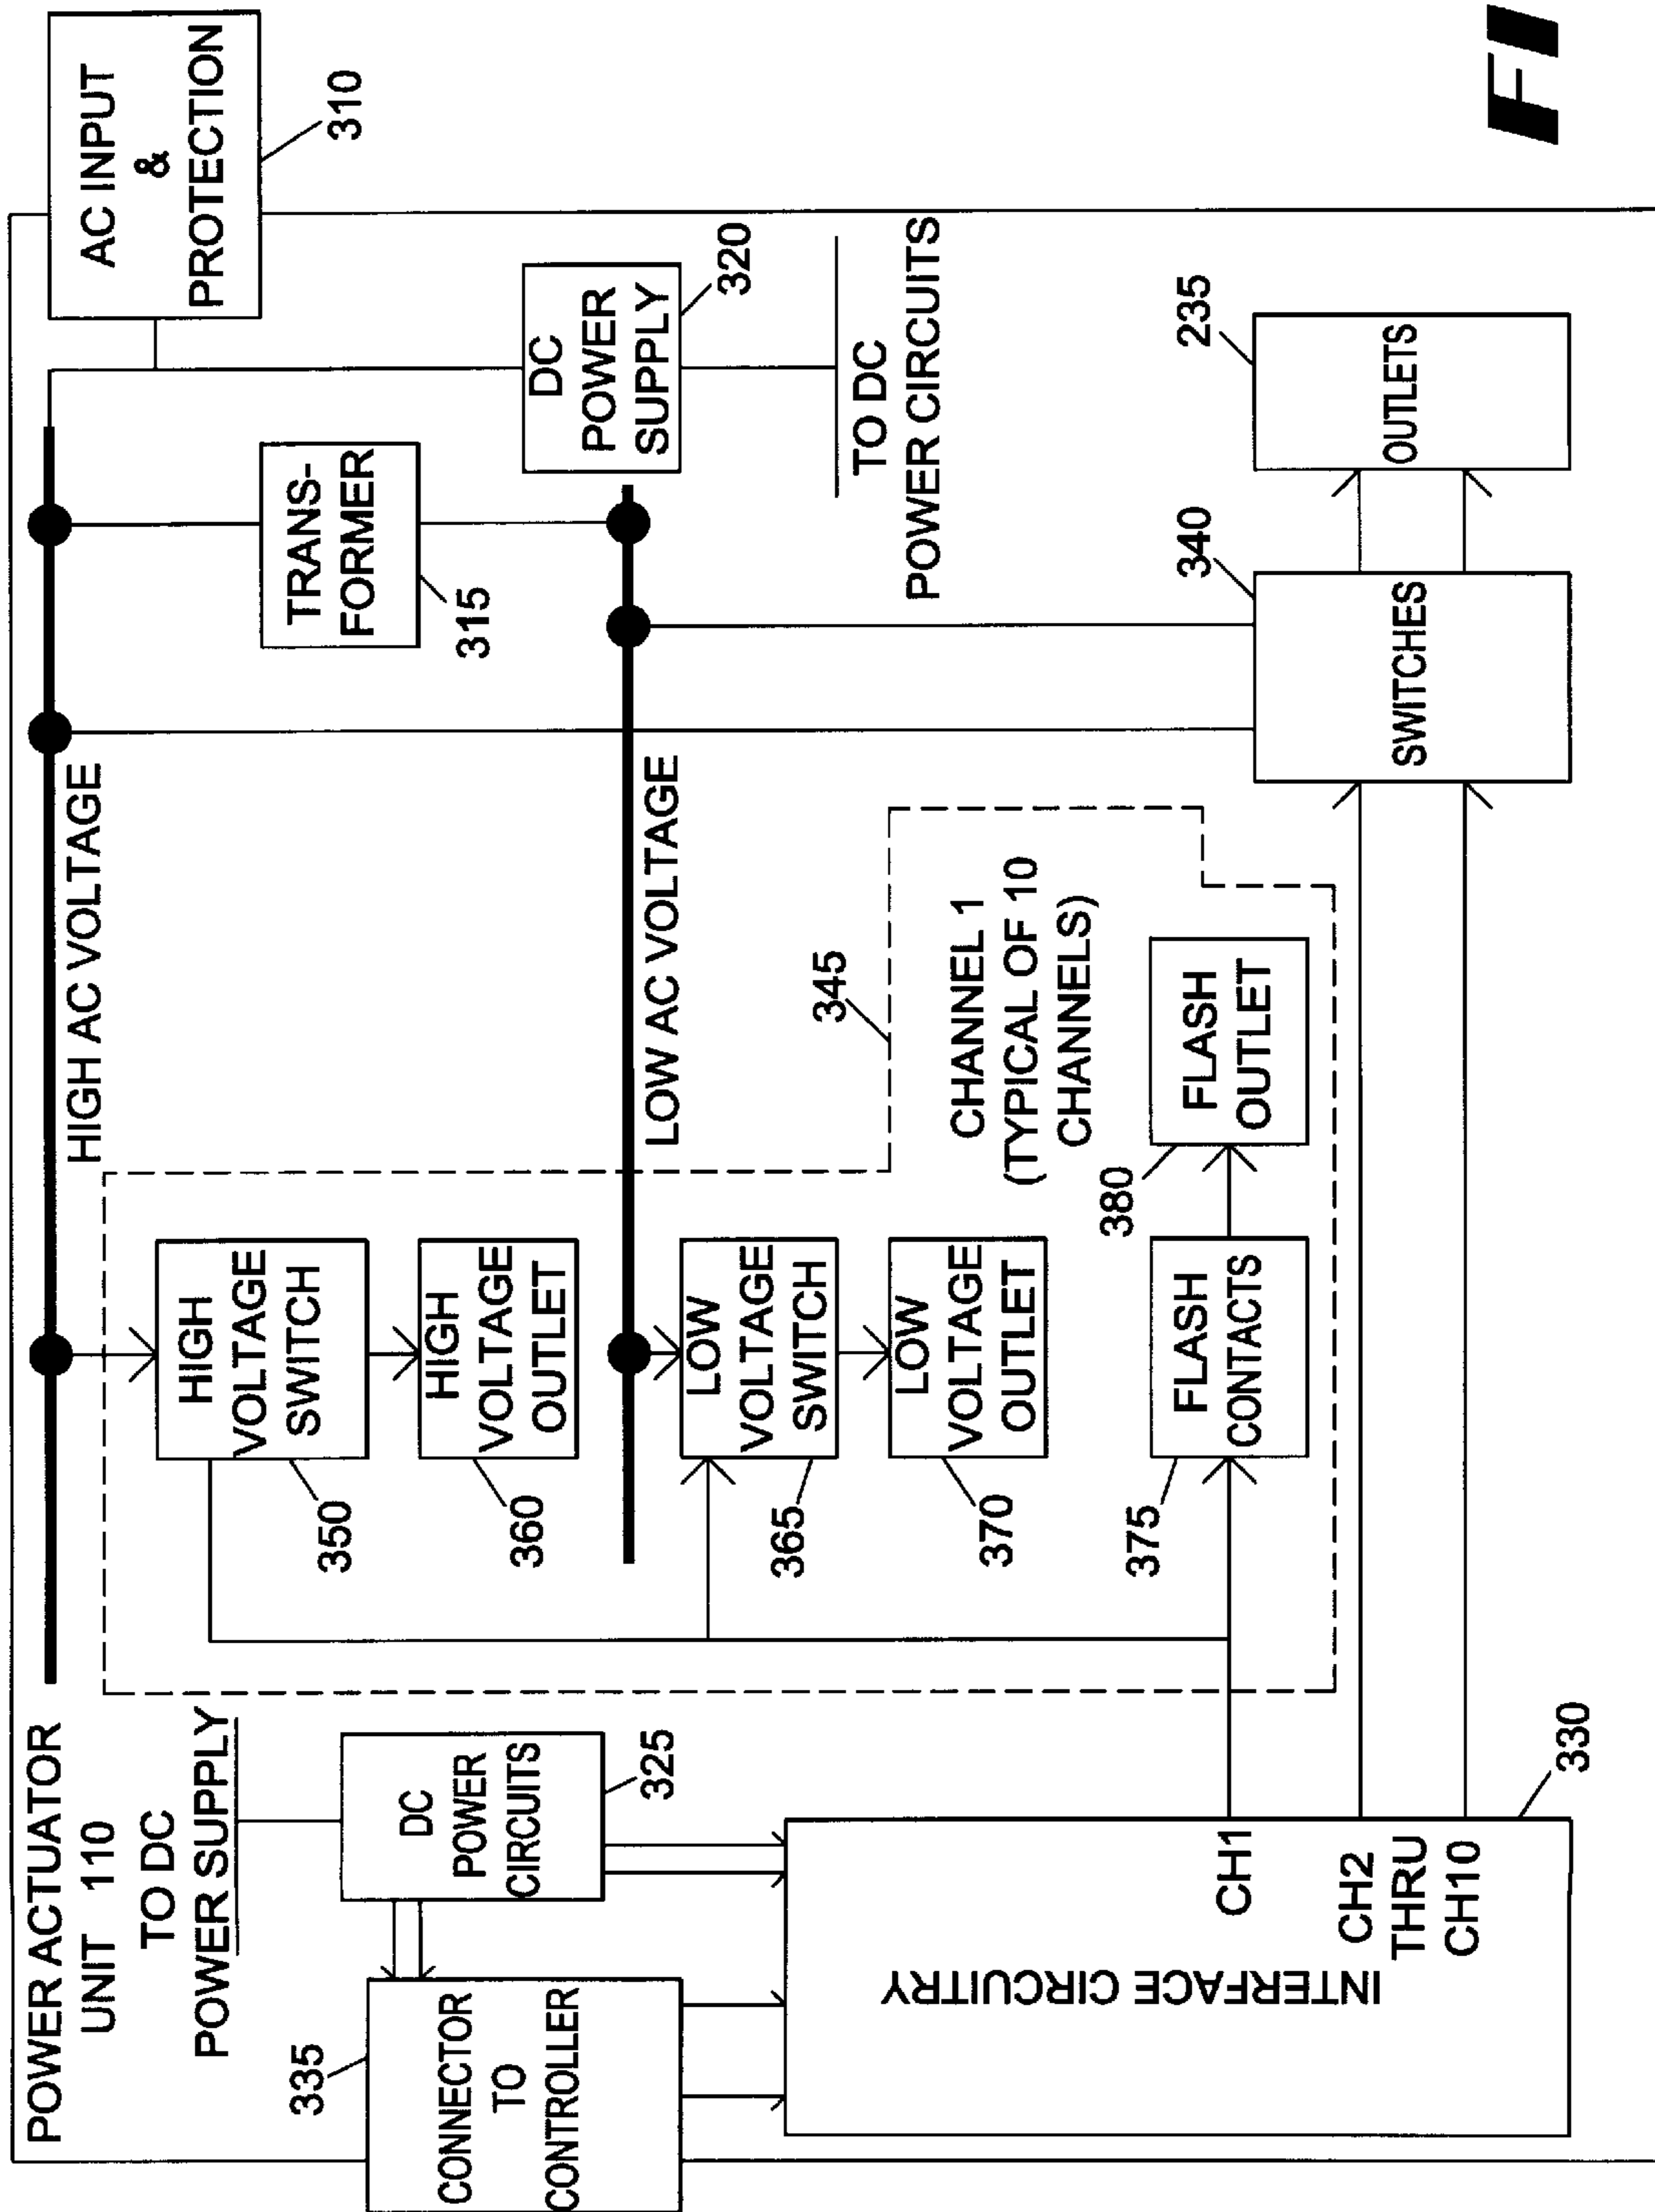 POWER ACTUATOR
UNIT 110
TO DC
POWER SUPPLY
HIGH AC VOLTAGE
AC INPUT
&
PROTECTION
310
335
CONNECTOR
TO
CONTROLLER
DC
POWER
CIRCUITS
325
HIGH
VOLTAGE
SWITCH
350
HIGH
VOLTAGE
OUTLET
360
TRANS-
FORMER
315
DC
POWER
SUPPLY
320
LOW AC VOLTAGE
LOW
VOLTAGE
SWITCH
365
LOW
VOLTAGE
OUTLET
370
345
CHANNEL 1
(TYPICAL OF 10
CHANNELS)
TO DC
POWER CIRCUITS
375
FLASH
CONTACTS
380
FLASH
OUTLET
340
SWITCHES
235
OUTLETS
INTERFACE CIRCUITRY
CH1
CH2
THRU
CH10
330
FI